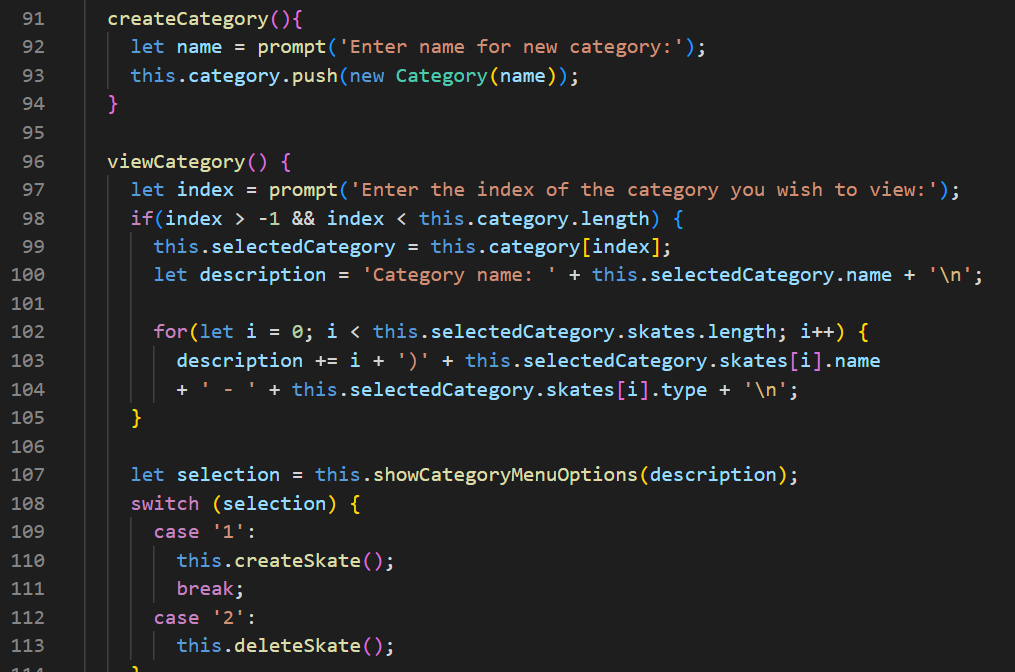 91 createCategory(){
92 let name = prompt('Enter name for new category:');
93 this.category.push(new Category(name));
94 }
95
96 viewCategory() {
97 let index = prompt('Enter the index of the category you wish to view:');
98 if(index > -1 && index < this.category.length) {
99 this.selectedCategory = this.category[index];
100 let description = 'Category name: ' + this.selectedCategory.name + '\n';
101
102 for(let i = 0; i < this.selectedCategory.skates.length; i++) {
103 description += i + ')' + this.selectedCategory.skates[i].name
104 + ' - ' + this.selectedCategory.skates[i].type + '\n';
105 }
106
107 let selection = this.showCategoryMenuOptions(description);
108 switch (selection) {
109 case '1':
110 this.createSkate();
111 break;
112 case '2':
113 this.deleteSkate();
114 }